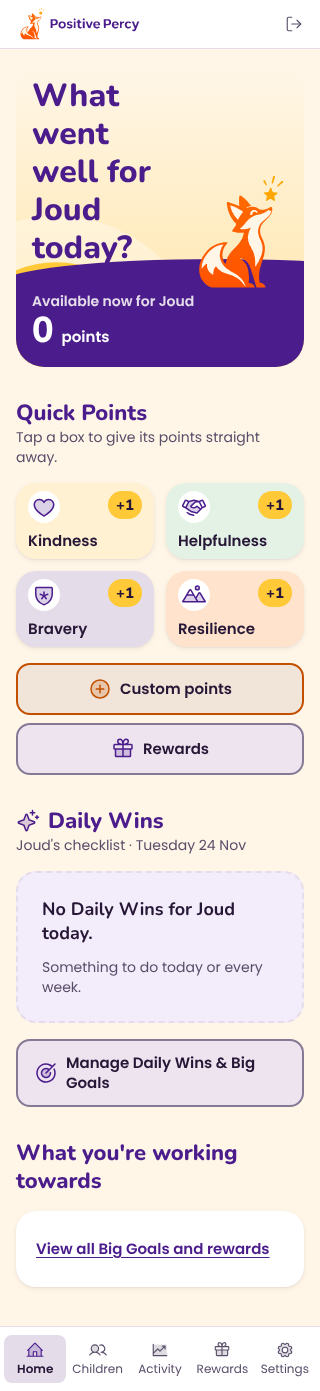 Positive Percy
What
went
well for
Joud
today?
Available now for Joud
0 points
Quick Points
Tap a box to give its points straight
away.
+1
Kindness
+1
Helpfulness
+1
Bravery
+1
Resilience
Custom points
Rewards
Daily Wins
Joud's checklist · Tuesday 24 Nov
No Daily Wins for Joud
today.
Something to do today or every
week.
Manage Daily Wins & Big
Goals
What you're working
towards
View all Big Goals and rewards
Home
Children
Activity
Rewards
Settings